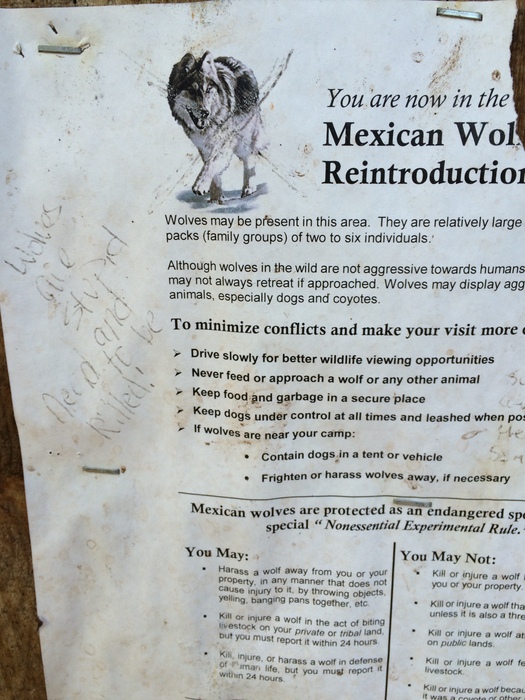 You are now in the
Mexican Wol
Reintroduction
Wolves may be present in this area. They are relatively large
packs (family groups) of two to six individuals.
Although wolves in the wild are not aggressive towards humans
may not always retreat if approached. Wolves may display agg
animals, especially dogs and coyotes.
To minimize conflicts and make your visit more
➢ Drive slowly for better wildlife viewing opportunities
➢ Never feed or approach a wolf or any other animal
➢ Keep food and garbage in a secure place
➢ Keep dogs under control at all times and leashed when pos
➢ If wolves are near your camp:
• Contain dogs in a tent or vehicle
• Frighten or harass wolves away, if necessary
Mexican wolves are protected as an endangered spe
special "Nonessential Experimental Rule."
You May:
• Harass a wolf away from you or your
property, in any manner that does not
cause injury to it, by throwing objects,
yelling, banging pans together, etc.
• Kill or injure a wolf in the act of biting
livestock on your private or tribal land,
but you must report it within 24 hours.
• Kill, injure, or harass a wolf in defense
of human life, but you must report it
within 24 hours.
You May Not:
• Kill or injure a wolf
you or your property.
• Kill or injure a wolf tha
unless it is also a thre
• Kill or injure a wolf at
on public lands.
• Kill or injure a wolf fe
livestock.
• Kill or injure a wolf becau
it was a coyote or other
Wolves
are
stupid
and
Need to be
Killed!